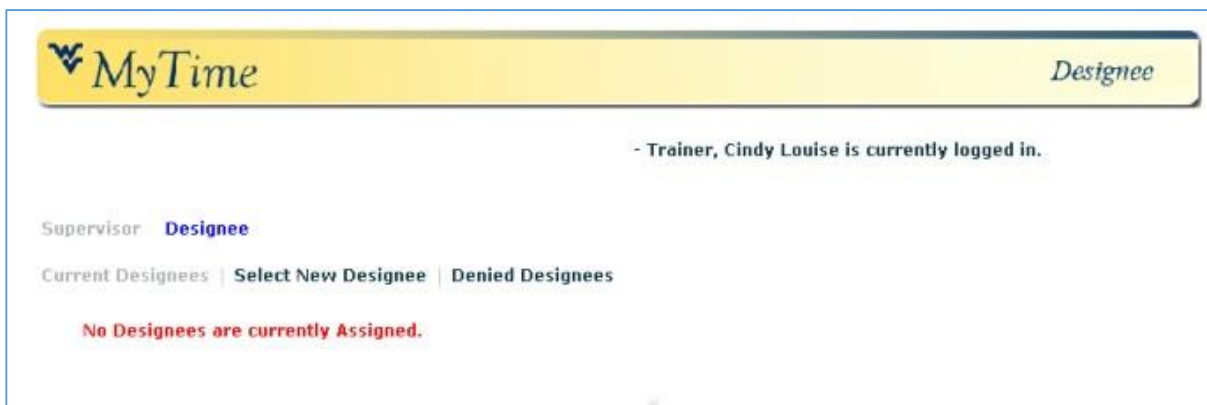 MyTime Designee
- Trainer, Cindy Louise is currently logged in.
Supervisor Designee
Current Designees | Select New Designee | Denied Designees
No Designees are currently Assigned.